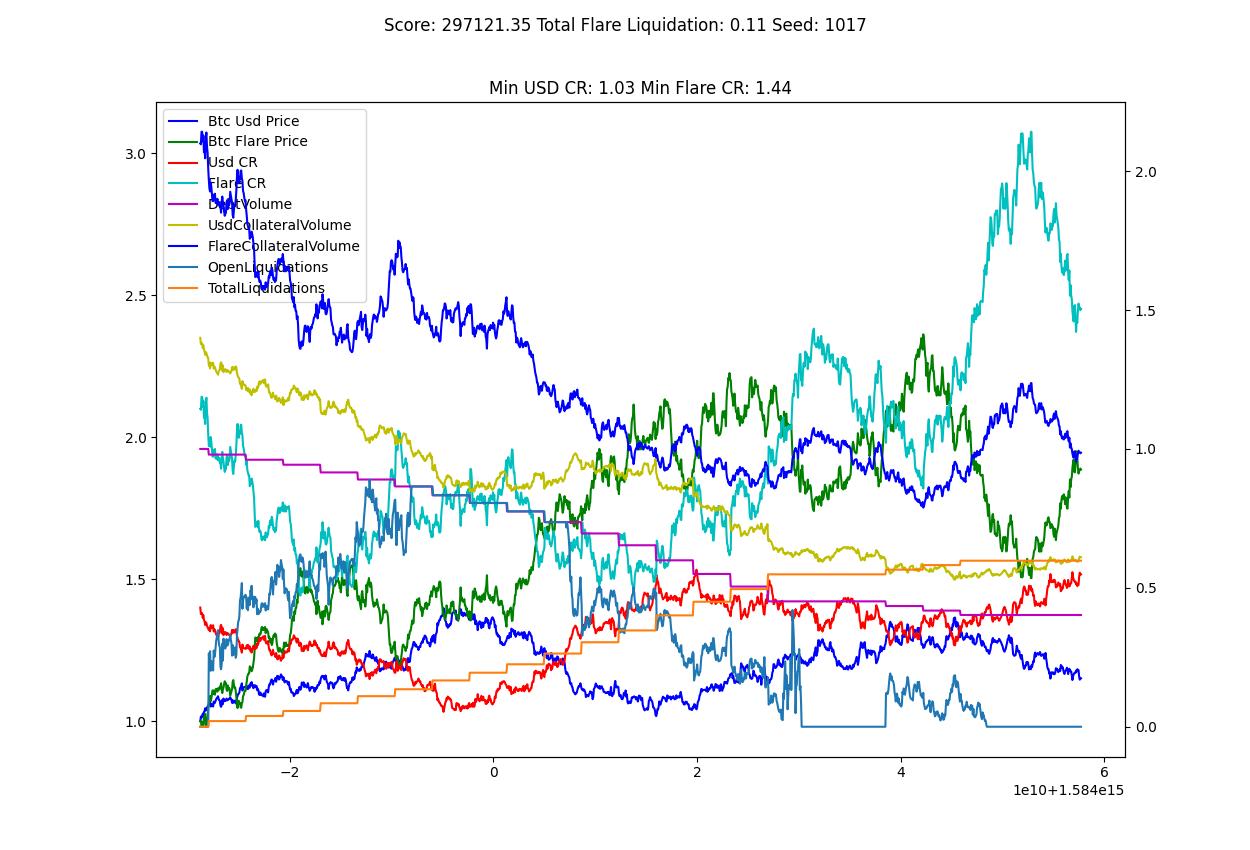 Score: 297121.35 Total Flare Liquidation: 0.11 Seed: 1017
Min USD CR: 1.03 Min Flare CR: 1.44
Btc Usd Price
Btc Flare Price
Usd CR
Flare CR
DebtVolume
UsdCollateralVolume
FlareCollateralVolume
OpenLiquidations
TotalLiquidations
3.0
2.5
2.0
1.5
1.0
2.0
1.5
1.0
0.5
0.0
−2
0
2
4
6
1e10+1.584e15